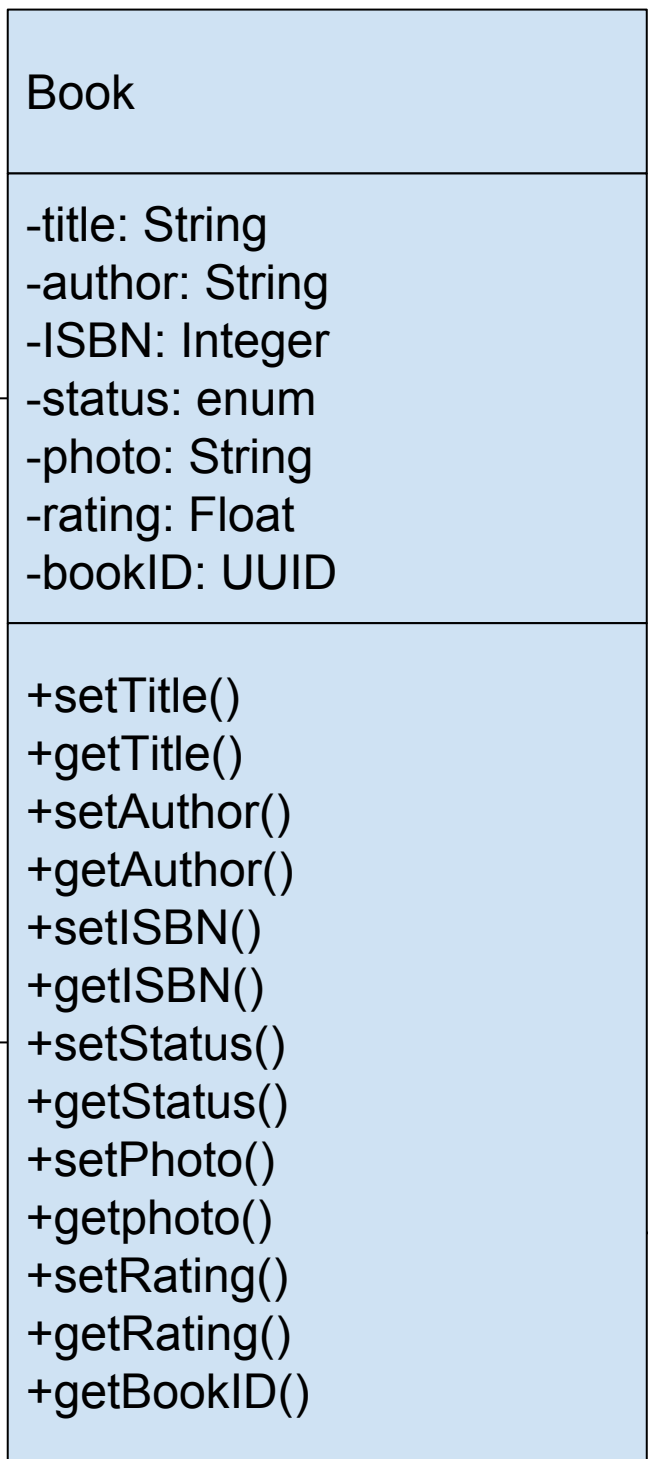 Book
-title: String
-author: String
-ISBN: Integer
-status: enum
-photo: String
-rating: Float
-bookID: UUID
+setTitle()
+getTitle()
+setAuthor()
+getAuthor()
+setISBN()
+getISBN()
+setStatus()
+getStatus()
+setPhoto()
+getphoto()
+setRating()
+getRating()
+getBookID()